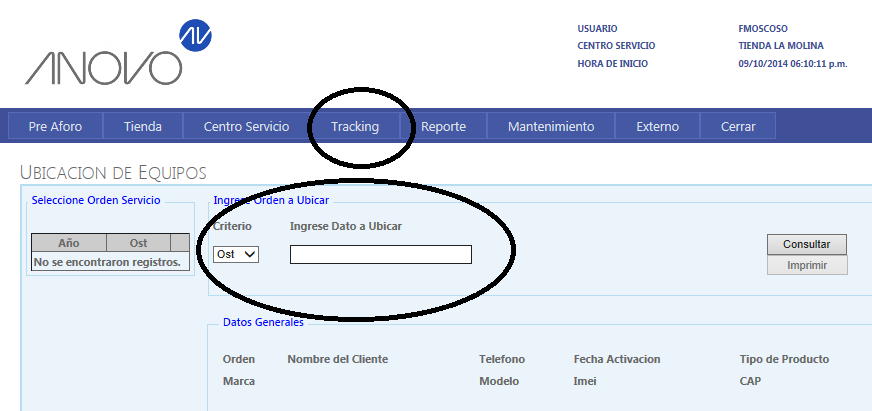 ANOVO
USUARIO FMOSCOSO
CENTRO SERVICIO TIENDA LA MOLINA
HORA DE INICIO 09/10/2014 06:10:11 p.m.
Pre Aforo Tienda Centro Servicio Tracking Reporte Mantenimiento Externo Cerrar
UBICACION DE EQUIPOS
Seleccione Orden Servicio
Año Ost
No se encontraron registros.
Ingrese Orden a Ubicar
Criterio Ingrese Dato a Ubicar
Ost
Consultar
Imprimir
Datos Generales
Orden Nombre del Cliente Telefono Fecha Activacion Tipo de Producto
Marca Modelo Imei CAP